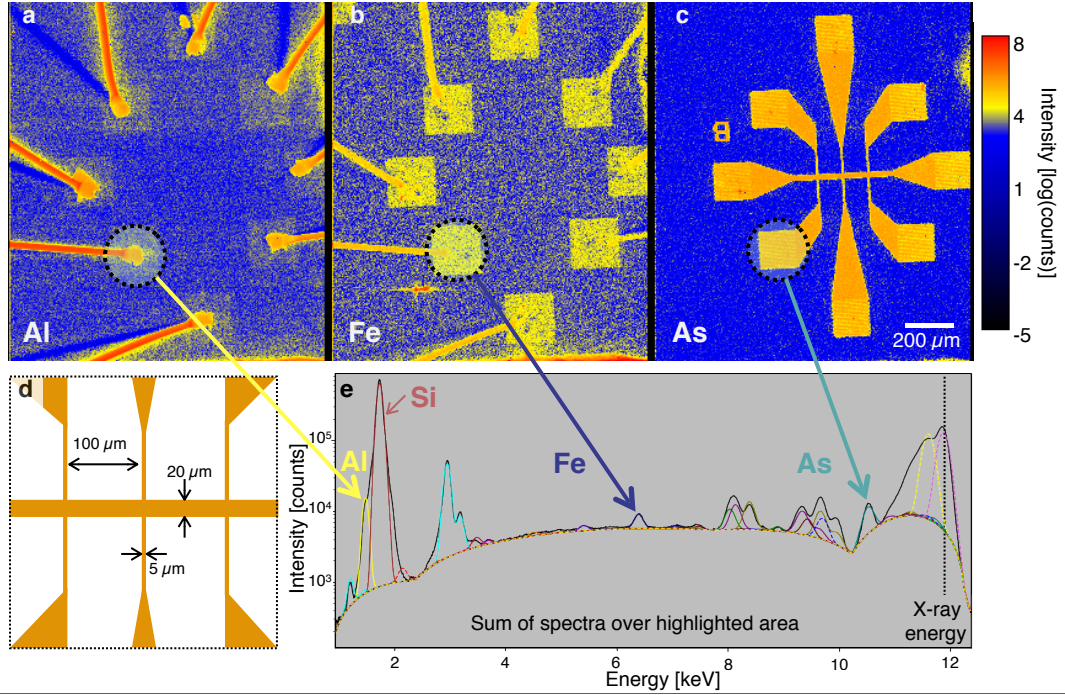 a
b
c
Al
Fe
As
200 µm
8
4
1
-2
-5
Intensity [log(counts)]
d
100 µm
20 µm
5 µm
e
Si
Al
Fe
As
10⁵
10⁴
10³
Intensity [counts]
Sum of spectra over highlighted area
X-ray
energy
2 4 6 8 10 12
Energy [keV]